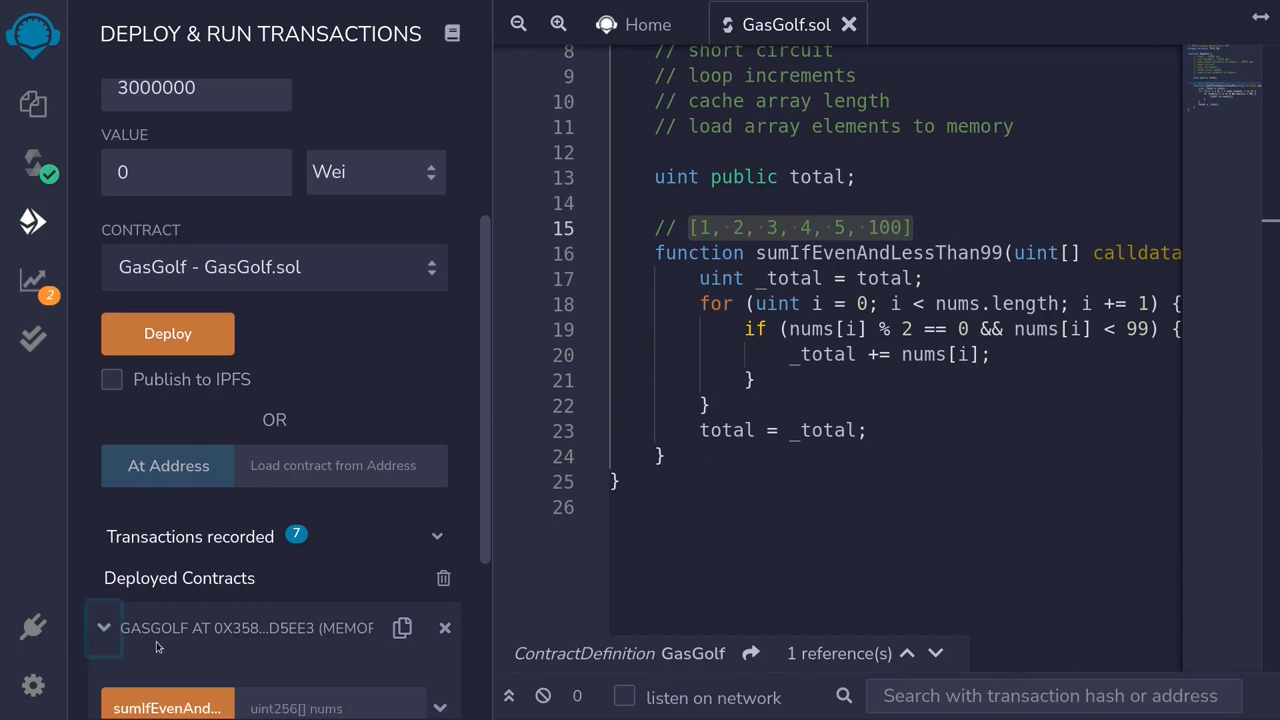 DEPLOY & RUN TRANSACTIONS
3000000
VALUE
0
Wei
CONTRACT
GasGolf - GasGolf.sol
Deploy
Publish to IPFS
OR
At Address
Load contract from Address
Transactions recorded 7
Deployed Contracts
GASGOLF AT 0X358...D5EE3 (MEMOR
sumIfEvenAnd...
uint256[] nums
2
Home
GasGolf.sol
8 // short circuit
9 // loop increments
10 // cache array length
11 // load array elements to memory
12
13 uint public total;
14
15 // [1, 2, 3, 4, 5, 100]
16 function sumIfEvenAndLessThan99(uint[] calldata
17 uint _total = total;
18 for (uint i = 0; i < nums.length; i += 1) {
19 if (nums[i] % 2 == 0 && nums[i] < 99) {
20 _total += nums[i];
21 }
22 }
23 total = _total;
24 }
25 }
26
ContractDefinition GasGolf
1 reference(s)
0
listen on network
Search with transaction hash or address